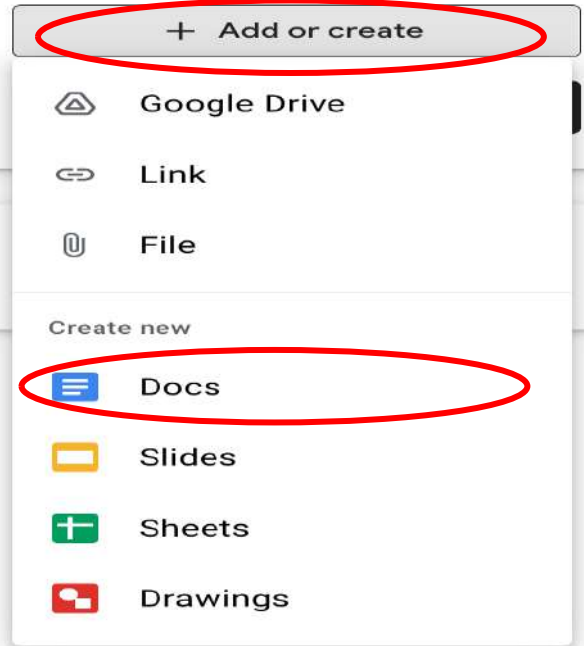 + Add or create
Google Drive
Link
File
Create new
Docs
Slides
Sheets
Drawings